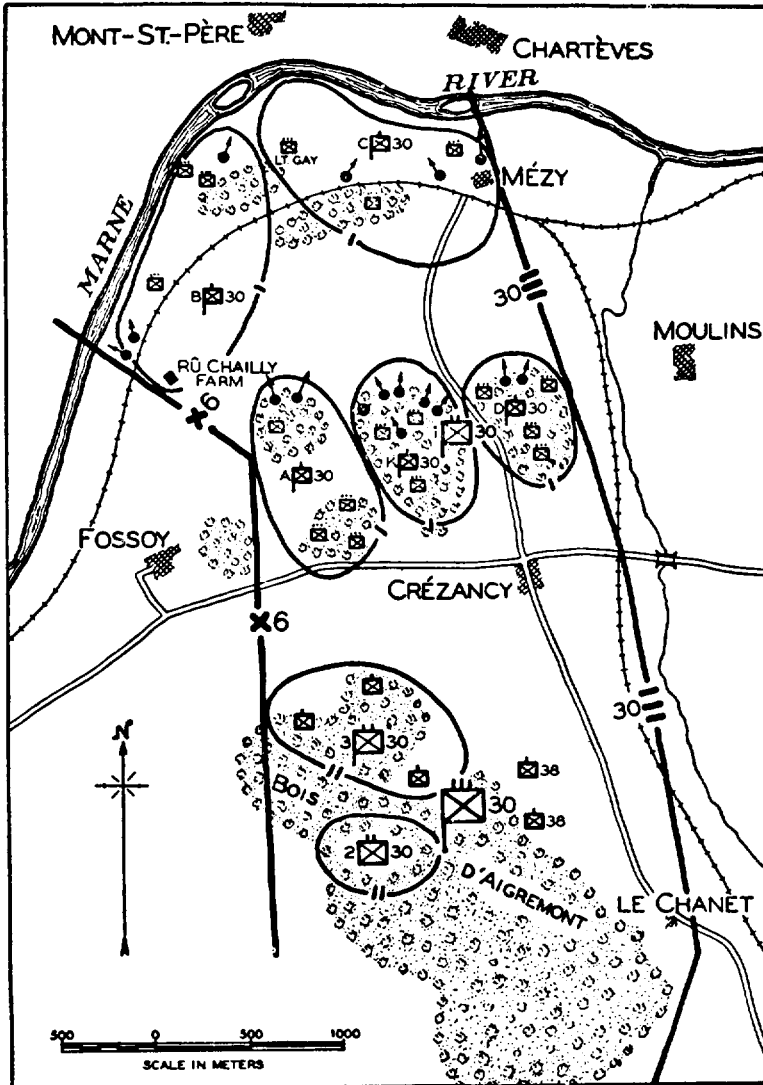 MONT-ST.-PÈRE
CHARTÈVES
RIVER
C 30
LT GAY
MÉZY
MARNE
B 30
30
MOULINS
RÛ CHAILLY
FARM
6
D 30
30
K 30
A 30
FOSSOY
CRÉZANCY
6
30
N
3 30
BOIS
38
30
38
2 30
D'AIGREMONT
LE CHANET
500 0 500 1000
SCALE IN METERS